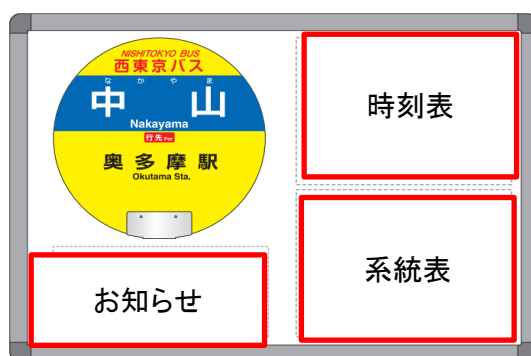 NISHITOKYO BUS
西東京バス
なかやま
中山
Nakayama
行先 For
奥多摩駅
Okutama Sta.
お知らせ
時刻表
系統表